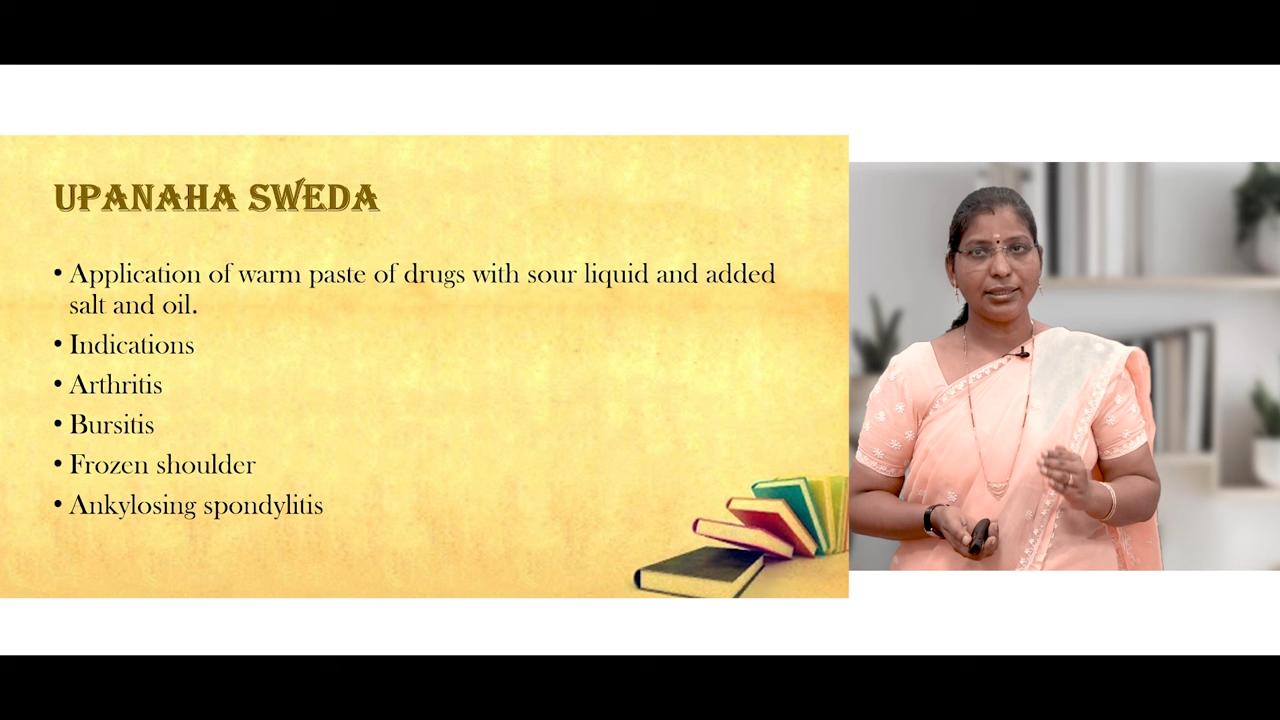 UPANAHA SWEDA
• Application of warm paste of drugs with sour liquid and added
salt and oil.
• Indications
• Arthritis
• Bursitis
• Frozen shoulder
• Ankylosing spondylitis